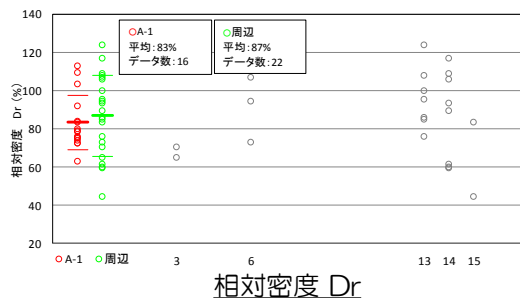 140
120
100
80
60
40
20
相対密度 Dr (%)
A-1
平均：83%
データ数：16
周辺
平均：87%
データ数：22
A-1
周辺
3
6
13
14
15
相対密度 Dr